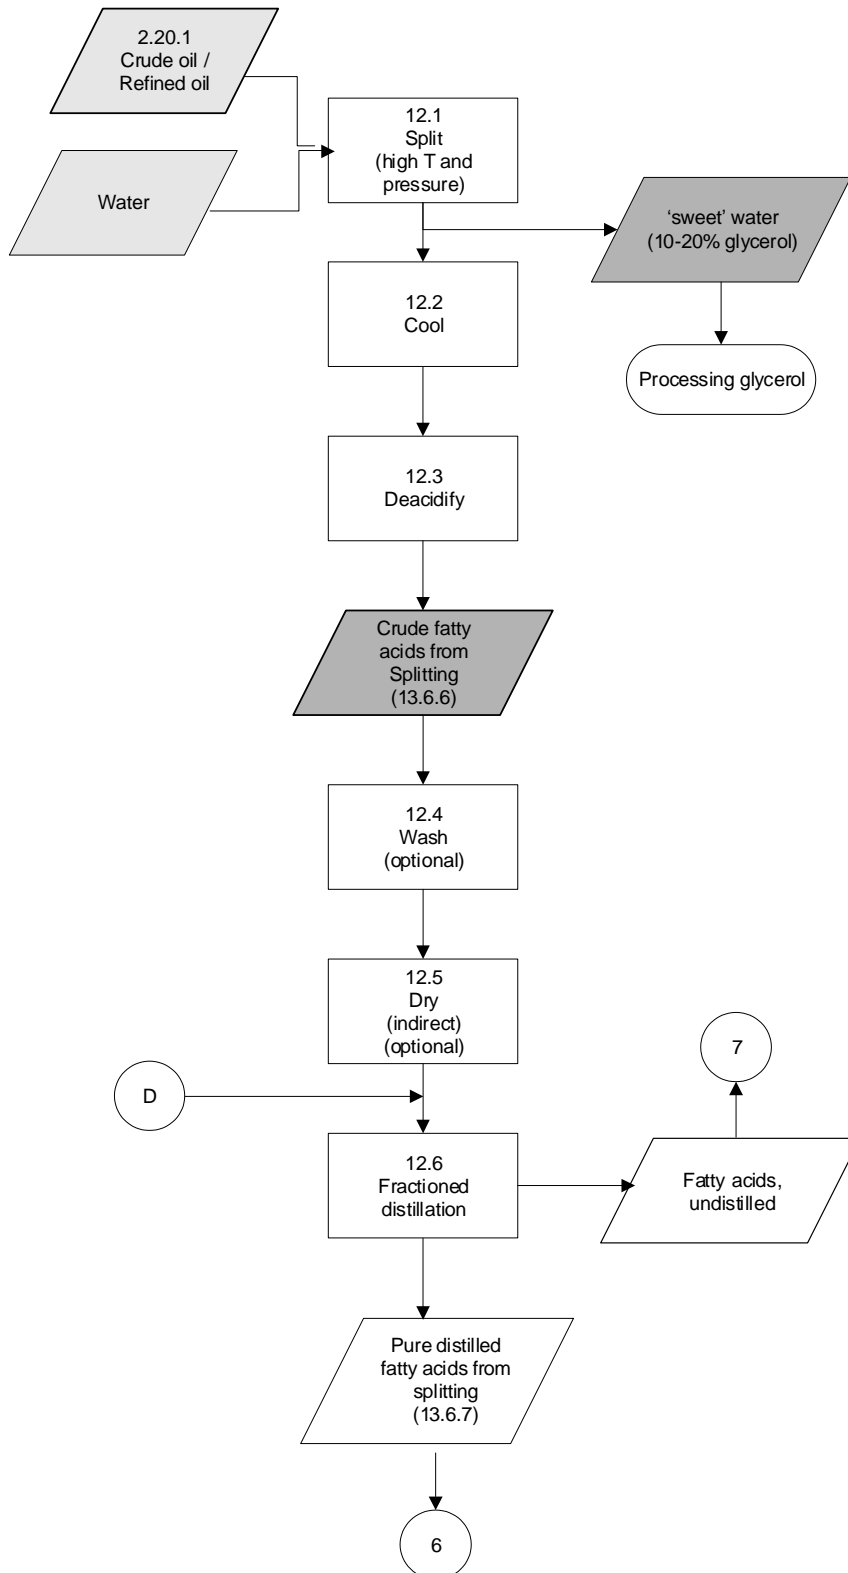 2.20.1
Crude oil /
Refined oil
12.1
Split
(high T and
pressure)
Water
‘sweet’ water
(10-20% glycerol)
12.2
Cool
Processing glycerol
12.3
Deacidify
Crude fatty
acids from
Splitting
(13.6.6)
12.4
Wash
(optional)
12.5
Dry
(indirect)
(optional)
7
D
12.6
Fractioned
distillation
Fatty acids,
undistilled
Pure distilled
fatty acids from
splitting
(13.6.7)
6